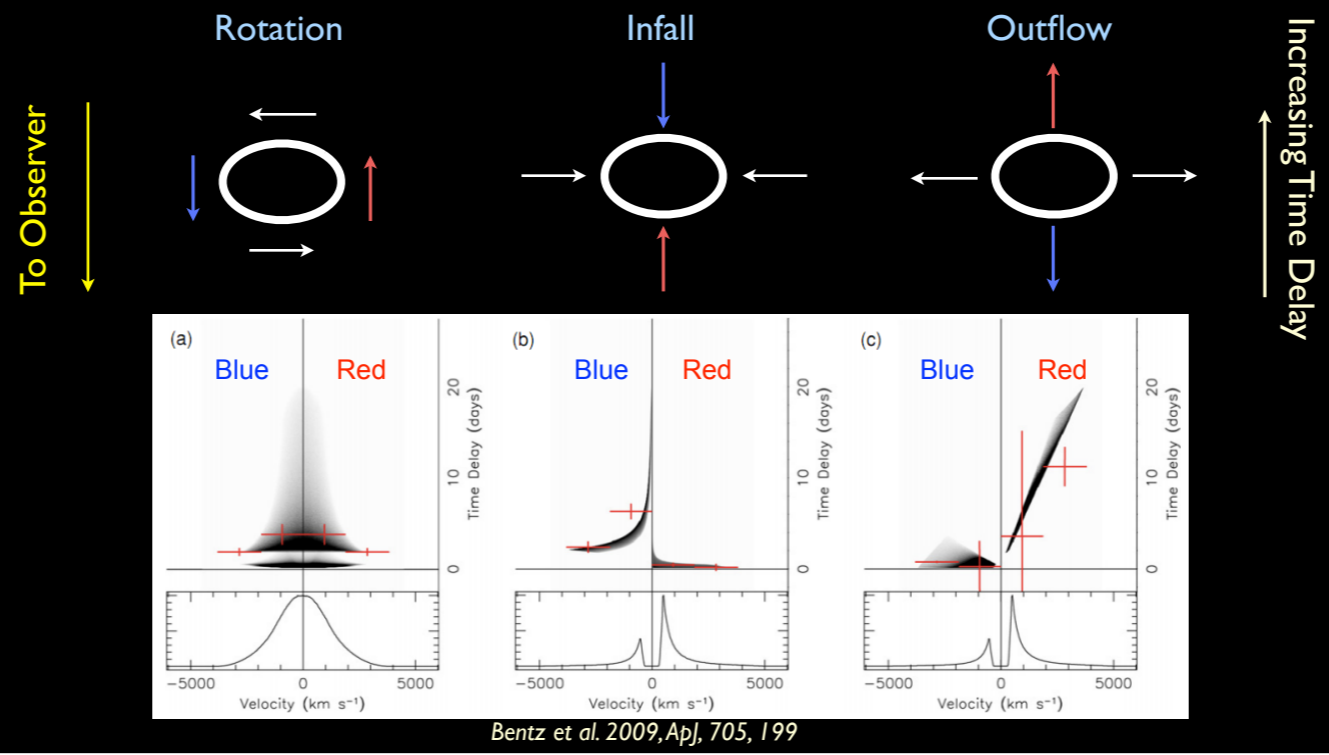 Rotation
Infall
Outflow
To Observer
Increasing Time Delay
(a)
Blue
Red
Time Delay (days)
0
10
20
(b)
Blue
Red
Time Delay (days)
0
10
20
(c)
Blue
Red
Time Delay (days)
0
10
20
−5000
0
5000
Velocity (km s⁻¹)
−5000
0
5000
Velocity (km s⁻¹)
−5000
0
5000
Velocity (km s⁻¹)
Bentz et al. 2009, ApJ, 705, 199